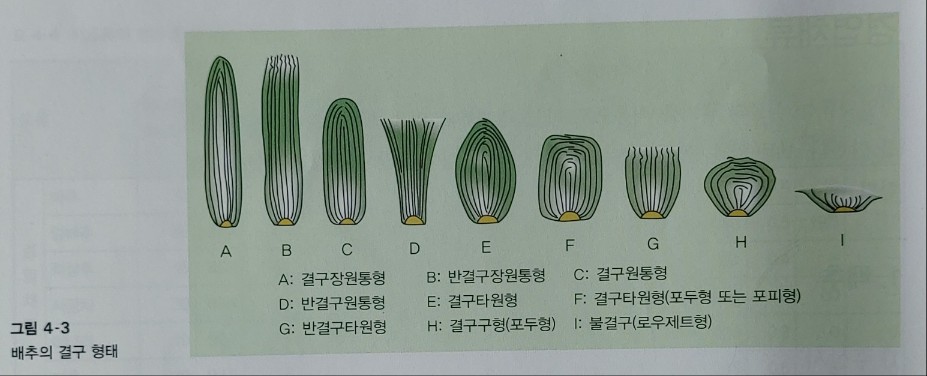 A B C D E F G H I
A: 결구장원통형 B: 반결구장원통형 C: 결구원통형
D: 반결구원통형 E: 결구타원형 F: 결구타원형(포두형 또는 포피형)
G: 반결구타원형 H: 결구구형(포두형) I: 불결구(로우제트형)
그림 4-3
배추의 결구 형태